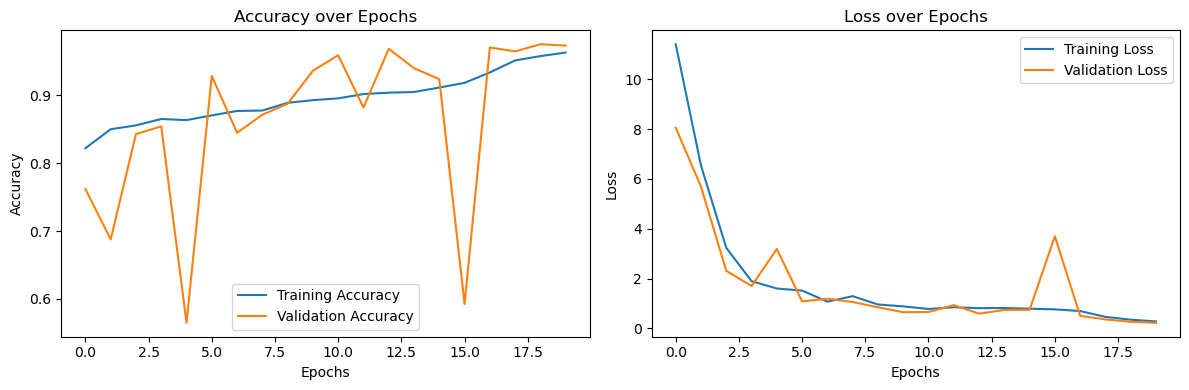 Accuracy over Epochs
0.9
0.8
0.7
0.6
Accuracy
Training Accuracy
Validation Accuracy
0.0 2.5 5.0 7.5 10.0 12.5 15.0 17.5
Epochs
Loss over Epochs
10
8
6
4
2
0
Loss
Training Loss
Validation Loss
0.0 2.5 5.0 7.5 10.0 12.5 15.0 17.5
Epochs